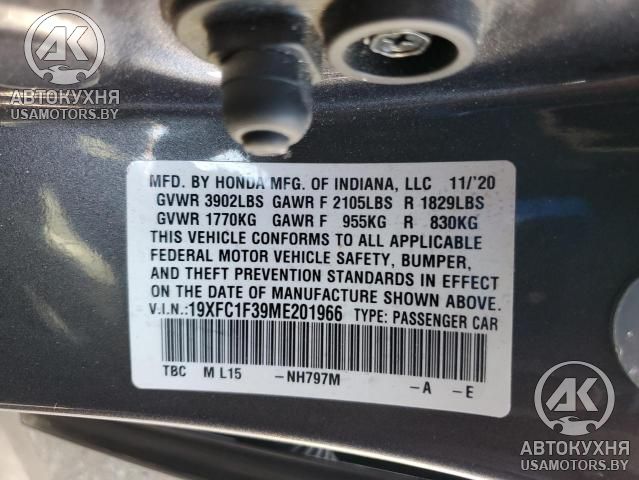 AK
АВТОКУХНЯ
USAMOTORS.BY
MFD. BY HONDA MFG. OF INDIANA, LLC 11/'20
GVWR 3902LBS GAWR F 2105LBS R 1829LBS
GVWR 1770KG GAWR F 955KG R 830KG
THIS VEHICLE CONFORMS TO ALL APPLICABLE
FEDERAL MOTOR VEHICLE SAFETY, BUMPER,
AND THEFT PREVENTION STANDARDS IN EFFECT
ON THE DATE OF MANUFACTURE SHOWN ABOVE.
V.I.N.:19XFC1F39ME201966 TYPE: PASSENGER CAR
TBC M L15 -NH797M -A -E
AK
АВТОКУХНЯ
USAMOTORS.BY